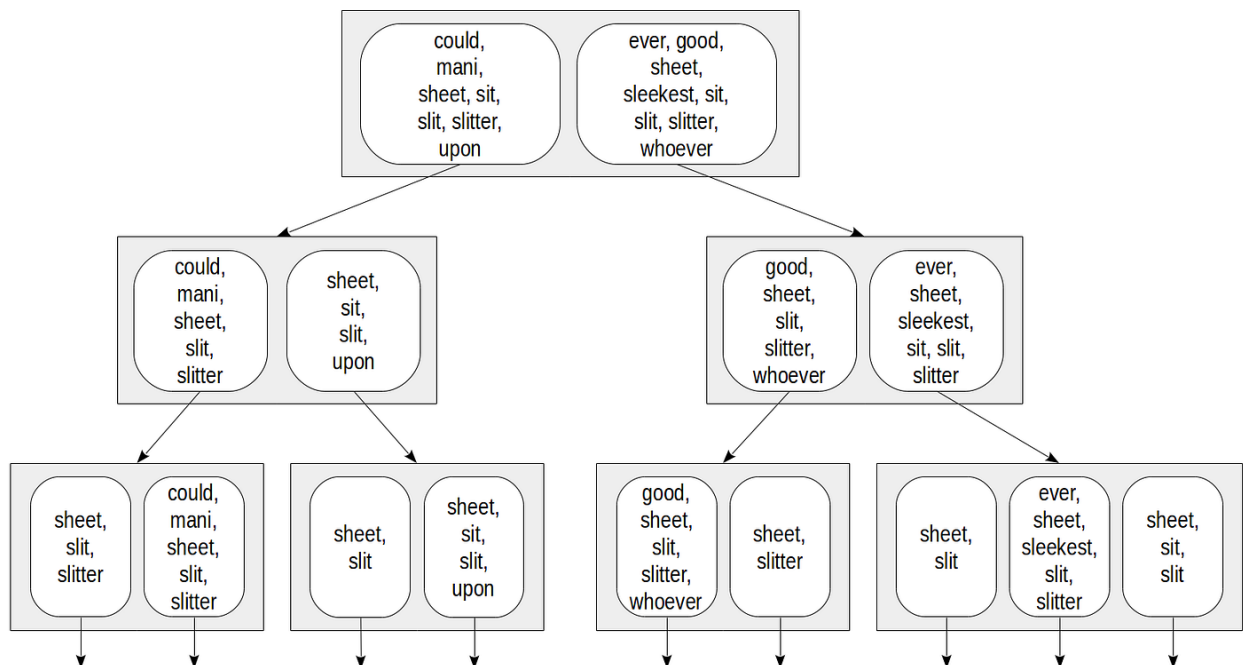 could,
mani,
sheet, sit,
slit, slitter,
upon
ever, good,
sheet,
sleekest, sit,
slit, slitter,
whoever
could,
mani,
sheet,
slit,
slitter
sheet,
sit,
slit,
upon
good,
sheet,
slit,
slitter,
whoever
ever,
sheet,
sleekest,
sit, slit,
slitter
sheet,
slit,
slitter
could,
mani,
sheet,
slit,
slitter
sheet,
slit
sheet,
sit,
slit,
upon
good,
sheet,
slit,
slitter,
whoever
sheet,
slitter
sheet,
slit
ever,
sheet,
sleekest,
slit,
slitter
sheet,
sit,
slit